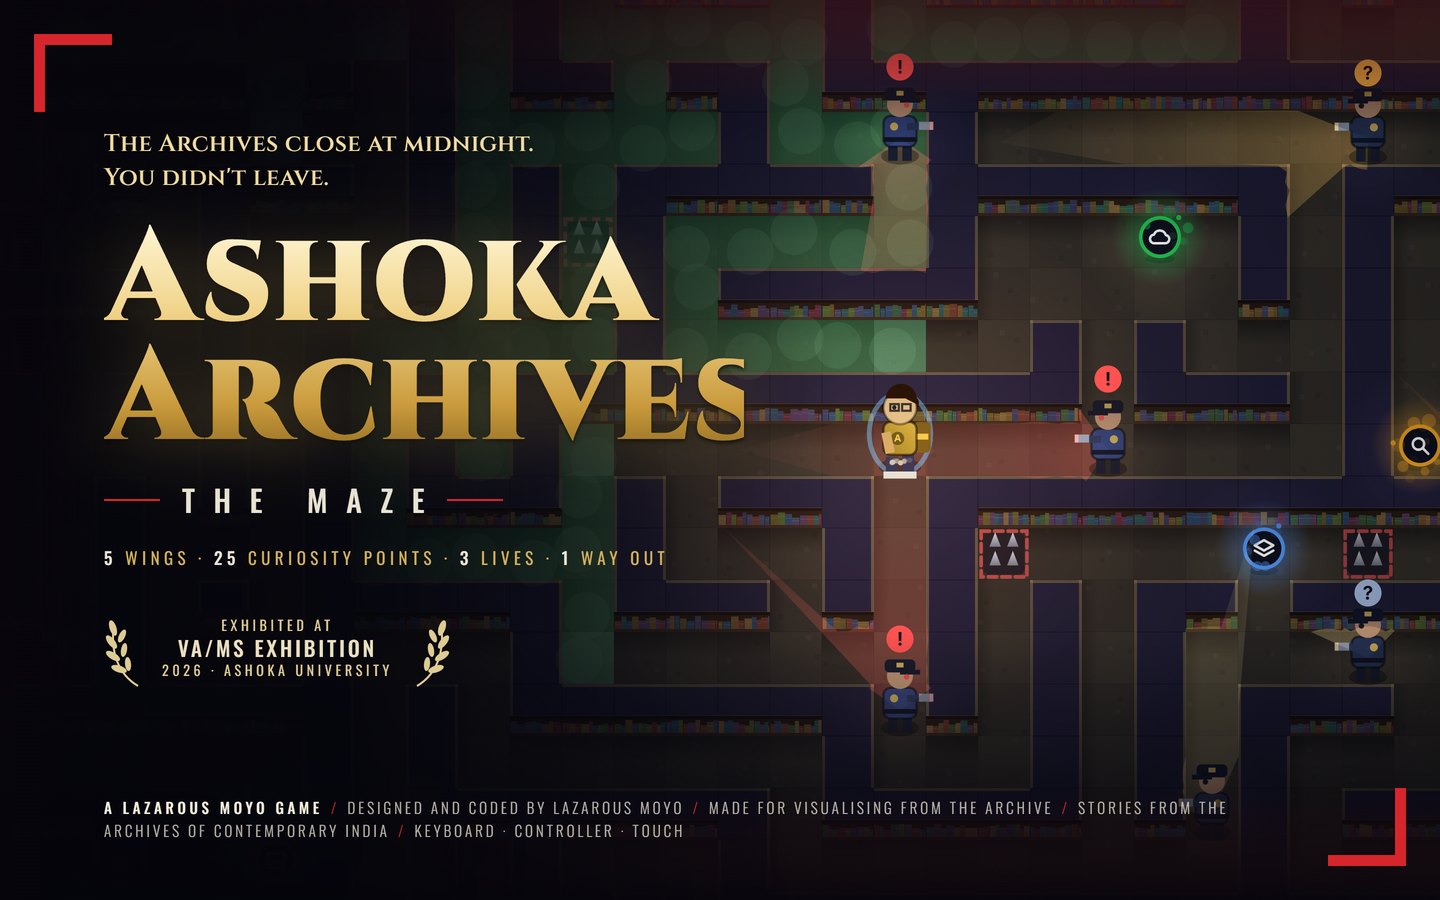 The Archives close at midnight.
You didn't leave.
Ashoka
Archives
THE MAZE
5 WINGS · 25 CURIOSITY POINTS · 3 LIVES · 1 WAY OUT
EXHIBITED AT
VA/MS EXHIBITION
2026 · ASHOKA UNIVERSITY
!
?
!
A
!
?
A LAZAROUS MOYO GAME / DESIGNED AND CODED BY LAZAROUS MOYO / MADE FOR VISUALISING FROM THE ARCHIVE / STORIES FROM THE
ARCHIVES OF CONTEMPORARY INDIA / KEYBOARD · CONTROLLER · TOUCH